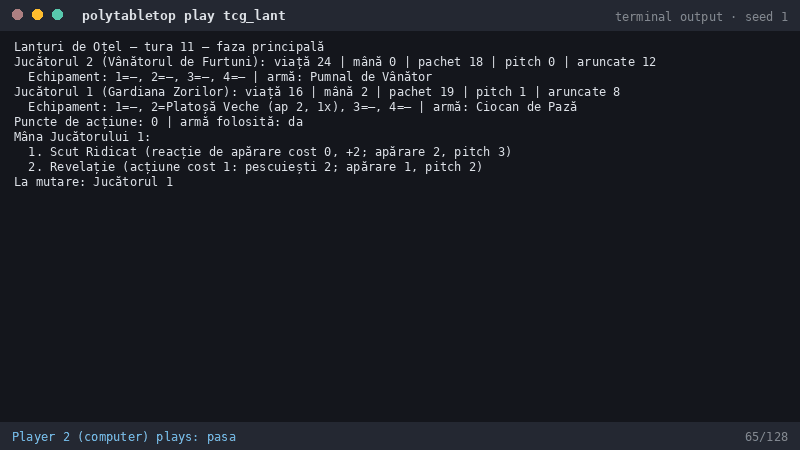 polytabletop play tcg_lant
terminal output · seed 1
Lanțuri de Oțel — tura 11 — faza principală
Jucătorul 2 (Vânătorul de Furtuni): viață 24 | mână 0 | pachet 18 | pitch 0 | aruncate 12
  Echipament: 1=—, 2=—, 3=—, 4=— | armă: Pumnal de Vânător
Jucătorul 1 (Gardiana Zorilor): viață 16 | mână 2 | pachet 19 | pitch 1 | aruncate 8
  Echipament: 1=—, 2=Platoșă Veche (ap 2, 1x), 3=—, 4=— | armă: Ciocan de Pază
Puncte de acțiune: 0 | armă folosită: da
Mâna Jucătorului 1:
  1. Scut Ridicat (reacție de apărare cost 0, +2; apărare 2, pitch 3)
  2. Revelație (acțiune cost 1: pescuiești 2; apărare 1, pitch 2)
La mutare: Jucătorul 1
Player 2 (computer) plays: pasa
65/128